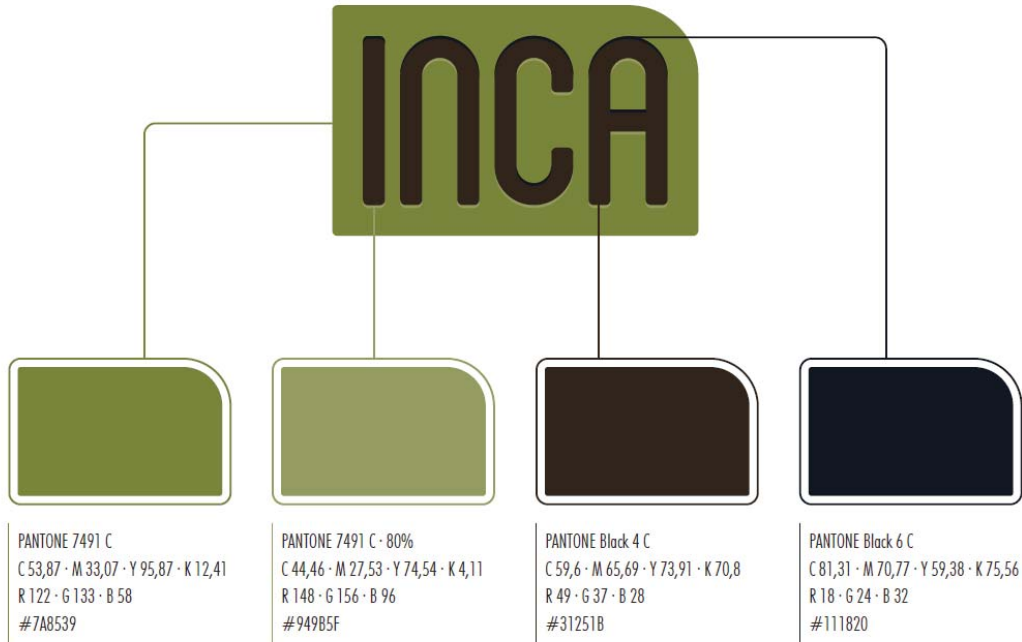 INCA
PANTONE 7491 C
C 53,87 · M 33,07 · Y 95,87 · K 12,41
R 122 · G 133 · B 58
#7A8539
PANTONE 7491 C · 80%
C 44,46 · M 27,53 · Y 74,54 · K 4,11
R 148 · G 156 · B 96
#949B5F
PANTONE Black 4 C
C 59,6 · M 65,69 · Y 73,91 · K 70,8
R 49 · G 37 · B 28
#31251B
PANTONE Black 6 C
C 81,31 · M 70,77 · Y 59,38 · K 75,56
R 18 · G 24 · B 32
#111820